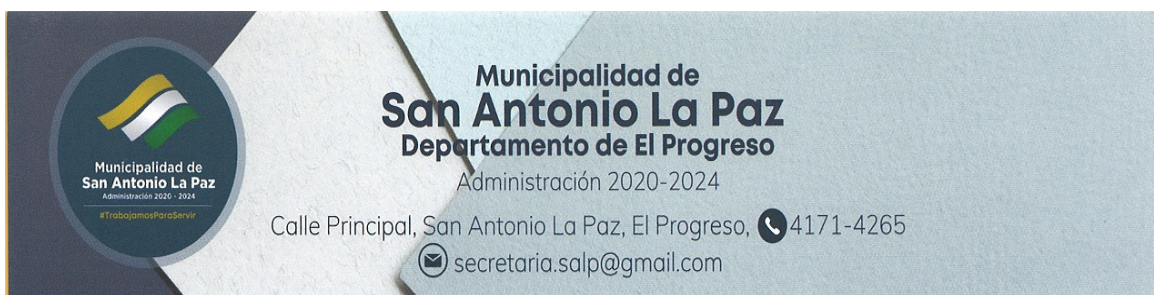 Municipalidad de
San Antonio La Paz
Administración 2020 - 2024
#TrabajamosParaServir
Municipalidad de
San Antonio La Paz
Departamento de El Progreso
Administración 2020-2024
Calle Principal, San Antonio La Paz, El Progreso, 4171-4265
secretaria.salp@gmail.com